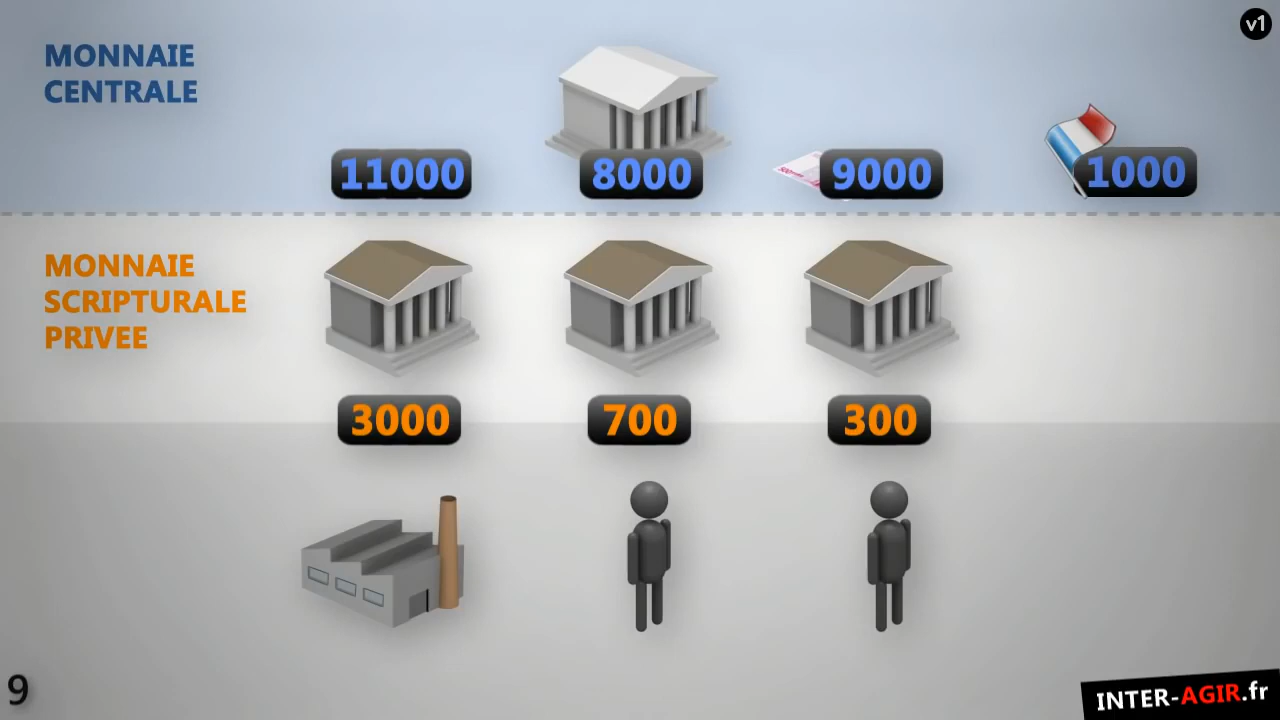 v1
MONNAIE
CENTRALE
11000 8000 9000 1000
MONNAIE
SCRIPTURALE
PRIVEE
3000 700 300
9
INTER-AGIR.fr